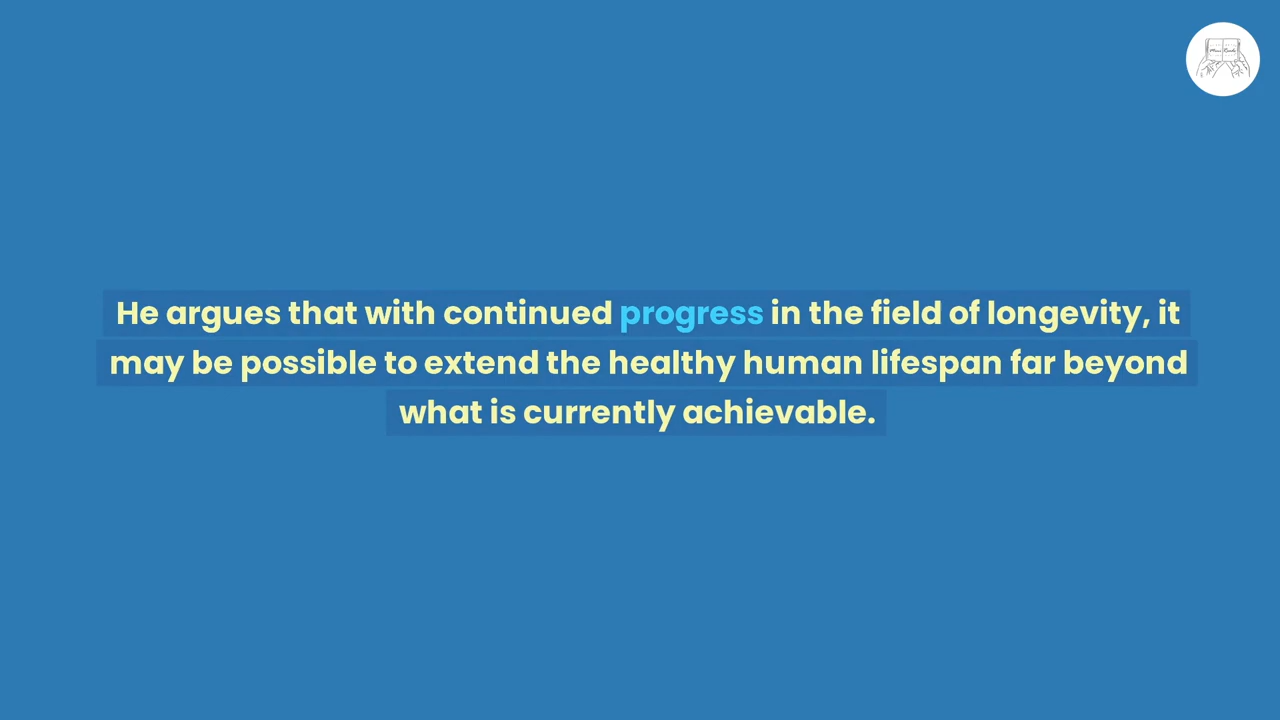 He argues that with continued progress in the field of longevity, it
may be possible to extend the healthy human lifespan far beyond
what is currently achievable.